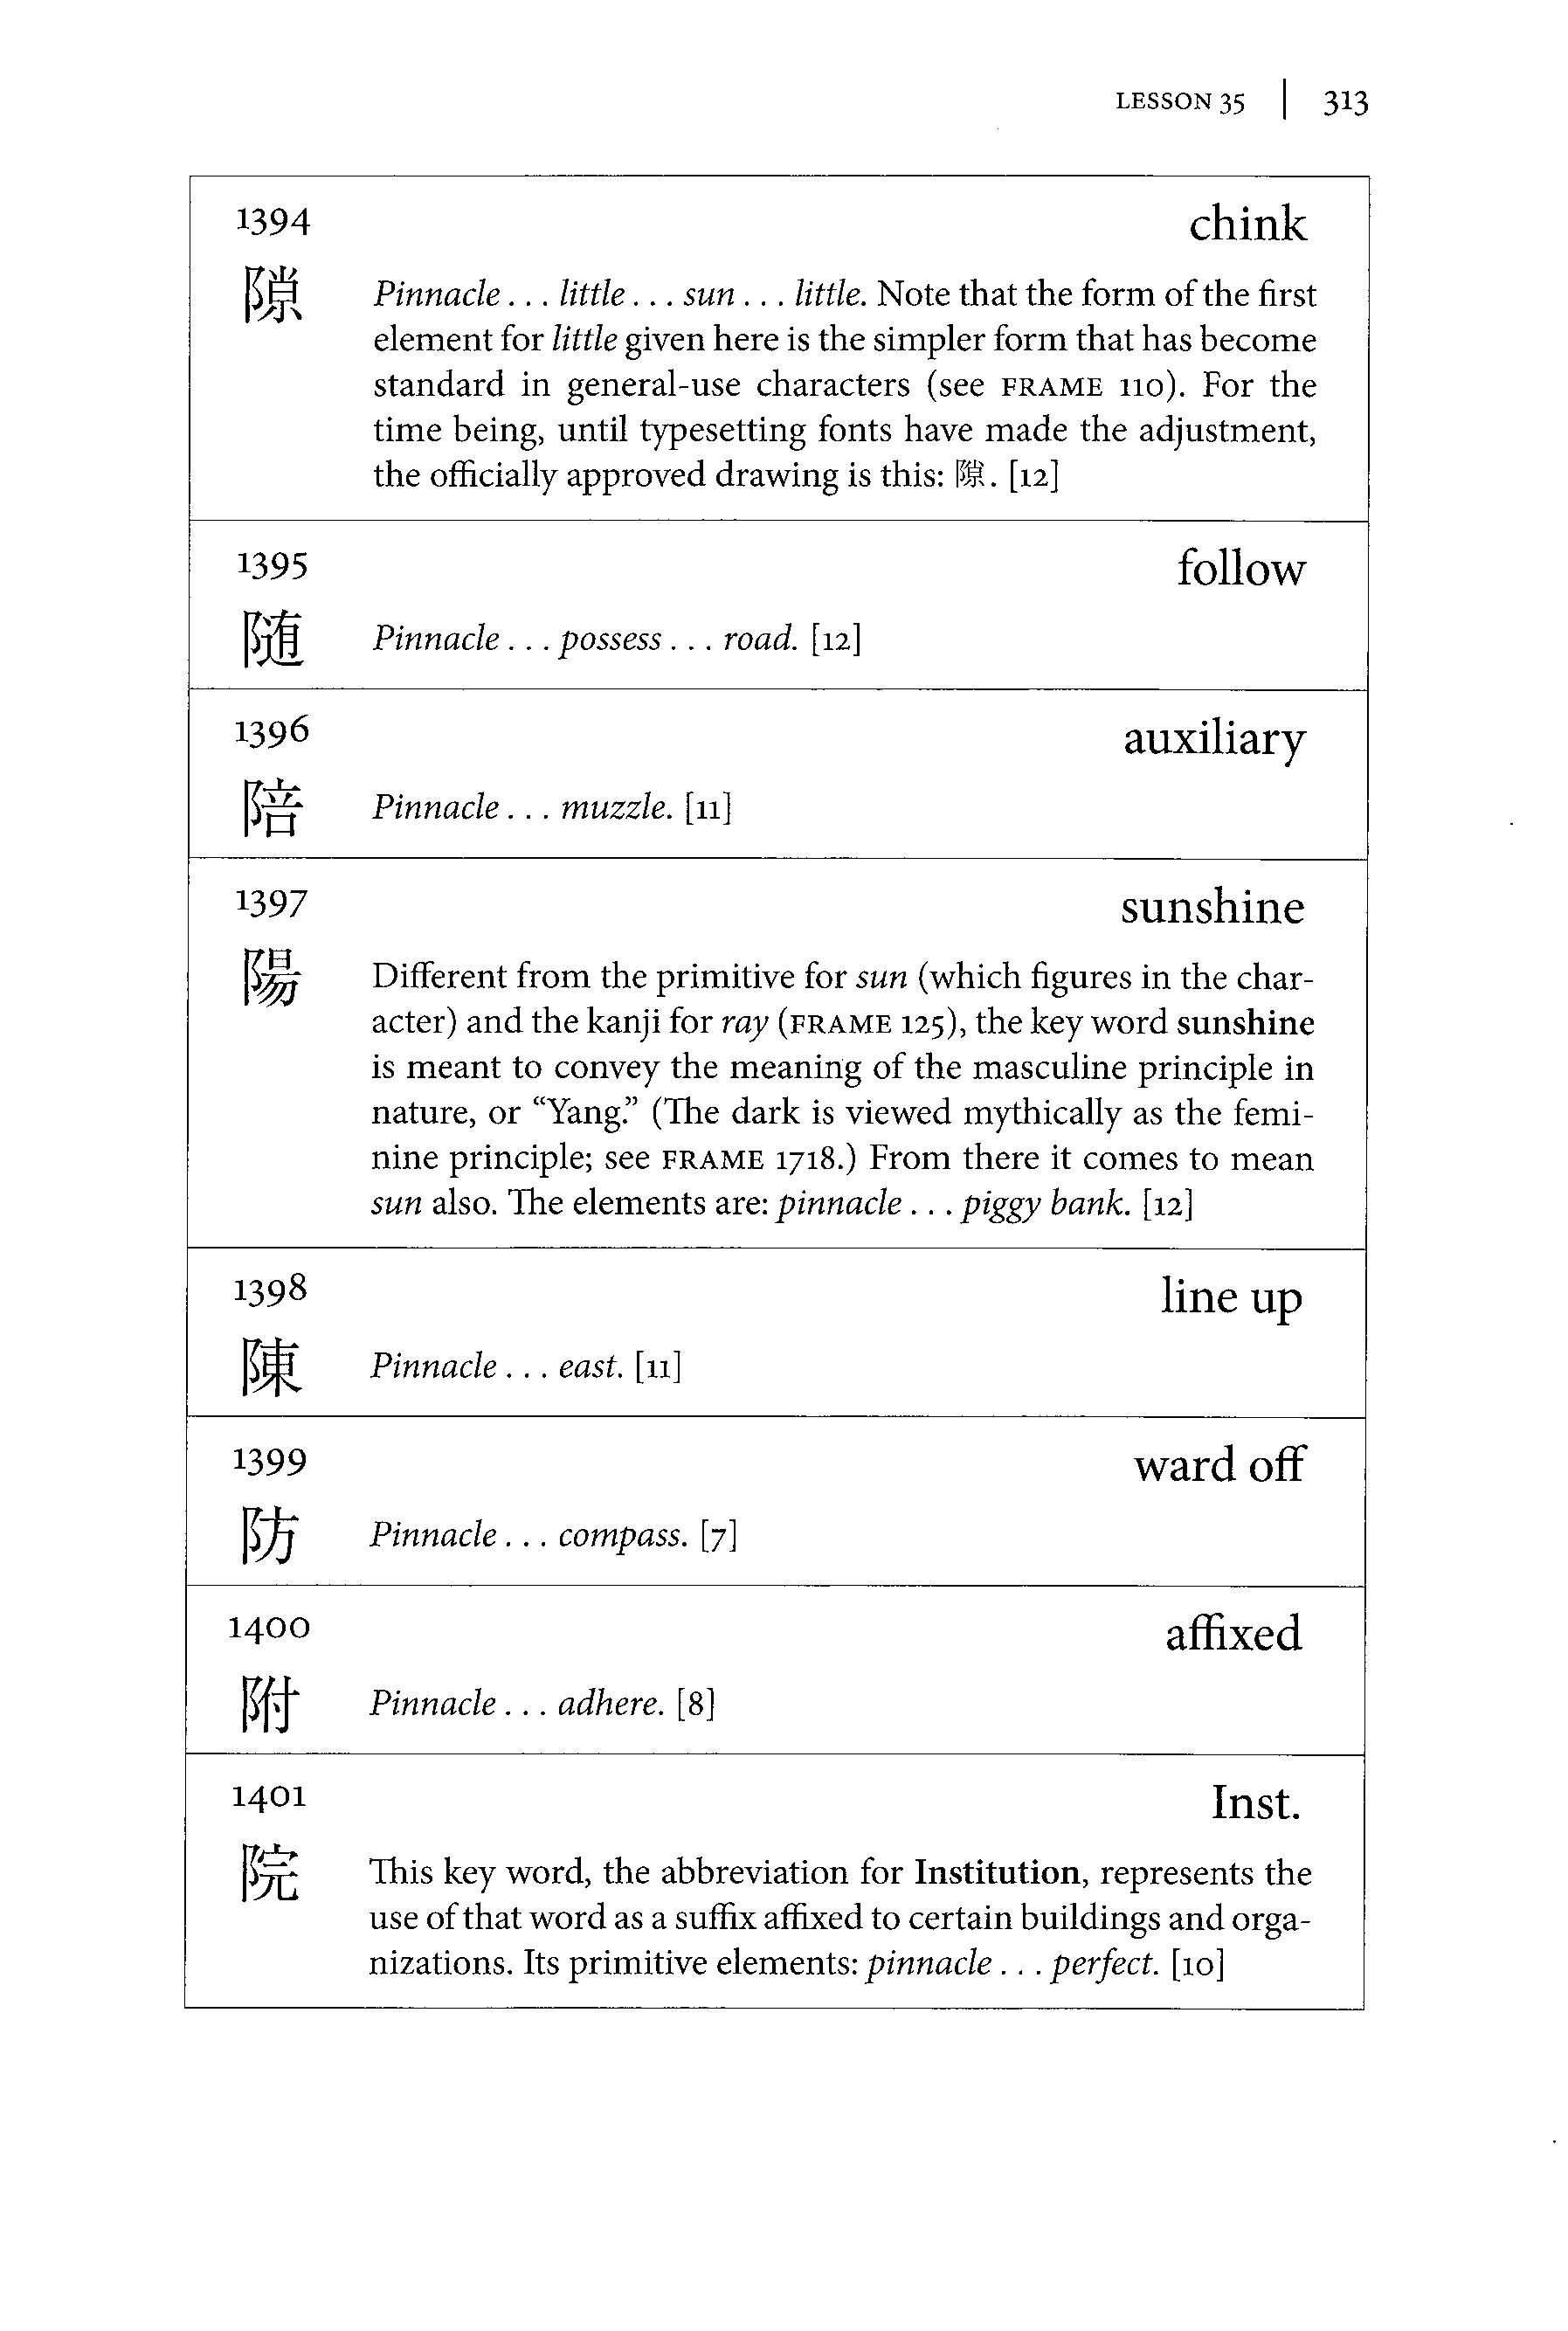 LESSON 35 | 313
1394 chink
隙 Pinnacle . . . little . . . sun . . . little. Note that the form of the first
element for little given here is the simpler form that has become
standard in general-use characters (see FRAME 110). For the
time being, until typesetting fonts have made the adjustment,
the officially approved drawing is this: 隙. [12]
1395 follow
随 Pinnacle . . . possess . . . road. [12]
1396 auxiliary
陪 Pinnacle . . . muzzle. [11]
1397 sunshine
陽 Different from the primitive for sun (which figures in the char-
acter) and the kanji for ray (FRAME 125), the key word sunshine
is meant to convey the meaning of the masculine principle in
nature, or “Yang.” (The dark is viewed mythically as the femi-
nine principle; see FRAME 1718.) From there it comes to mean
sun also. The elements are: pinnacle . . . piggy bank. [12]
1398 line up
陳 Pinnacle . . . east. [11]
1399 ward off
防 Pinnacle . . . compass. [7]
1400 affixed
附 Pinnacle . . . adhere. [8]
1401 Inst.
院 This key word, the abbreviation for Institution, represents the
use of that word as a suffix affixed to certain buildings and orga-
nizations. Its primitive elements: pinnacle . . . perfect. [10]